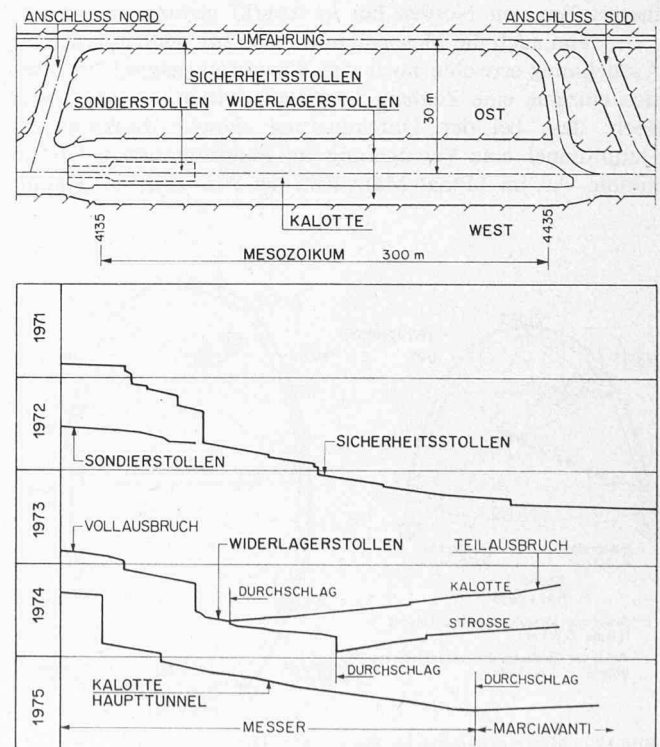 ANSCHLUSS NORD
ANSCHLUSS SÜD
UMFAHRUNG
SICHERHEITSSTOLLEN
SONDIERSTOLLEN WIDERLAGERSTOLLEN
30 m
OST
KALOTTE
WEST
4135
4435
MESOZOIKUM 300 m
1971
1972
SONDIERSTOLLEN
SICHERHEITSSTOLLEN
1973
VOLLAUSBRUCH
WIDERLAGERSTOLLEN
TEILAUSBRUCH
1974
DURCHSCHLAG
KALOTTE
STROSSE
1975
KALOTTE
HAUPTTUNNEL
DURCHSCHLAG
DURCHSCHLAG
MESSER
MARCIAVANTI